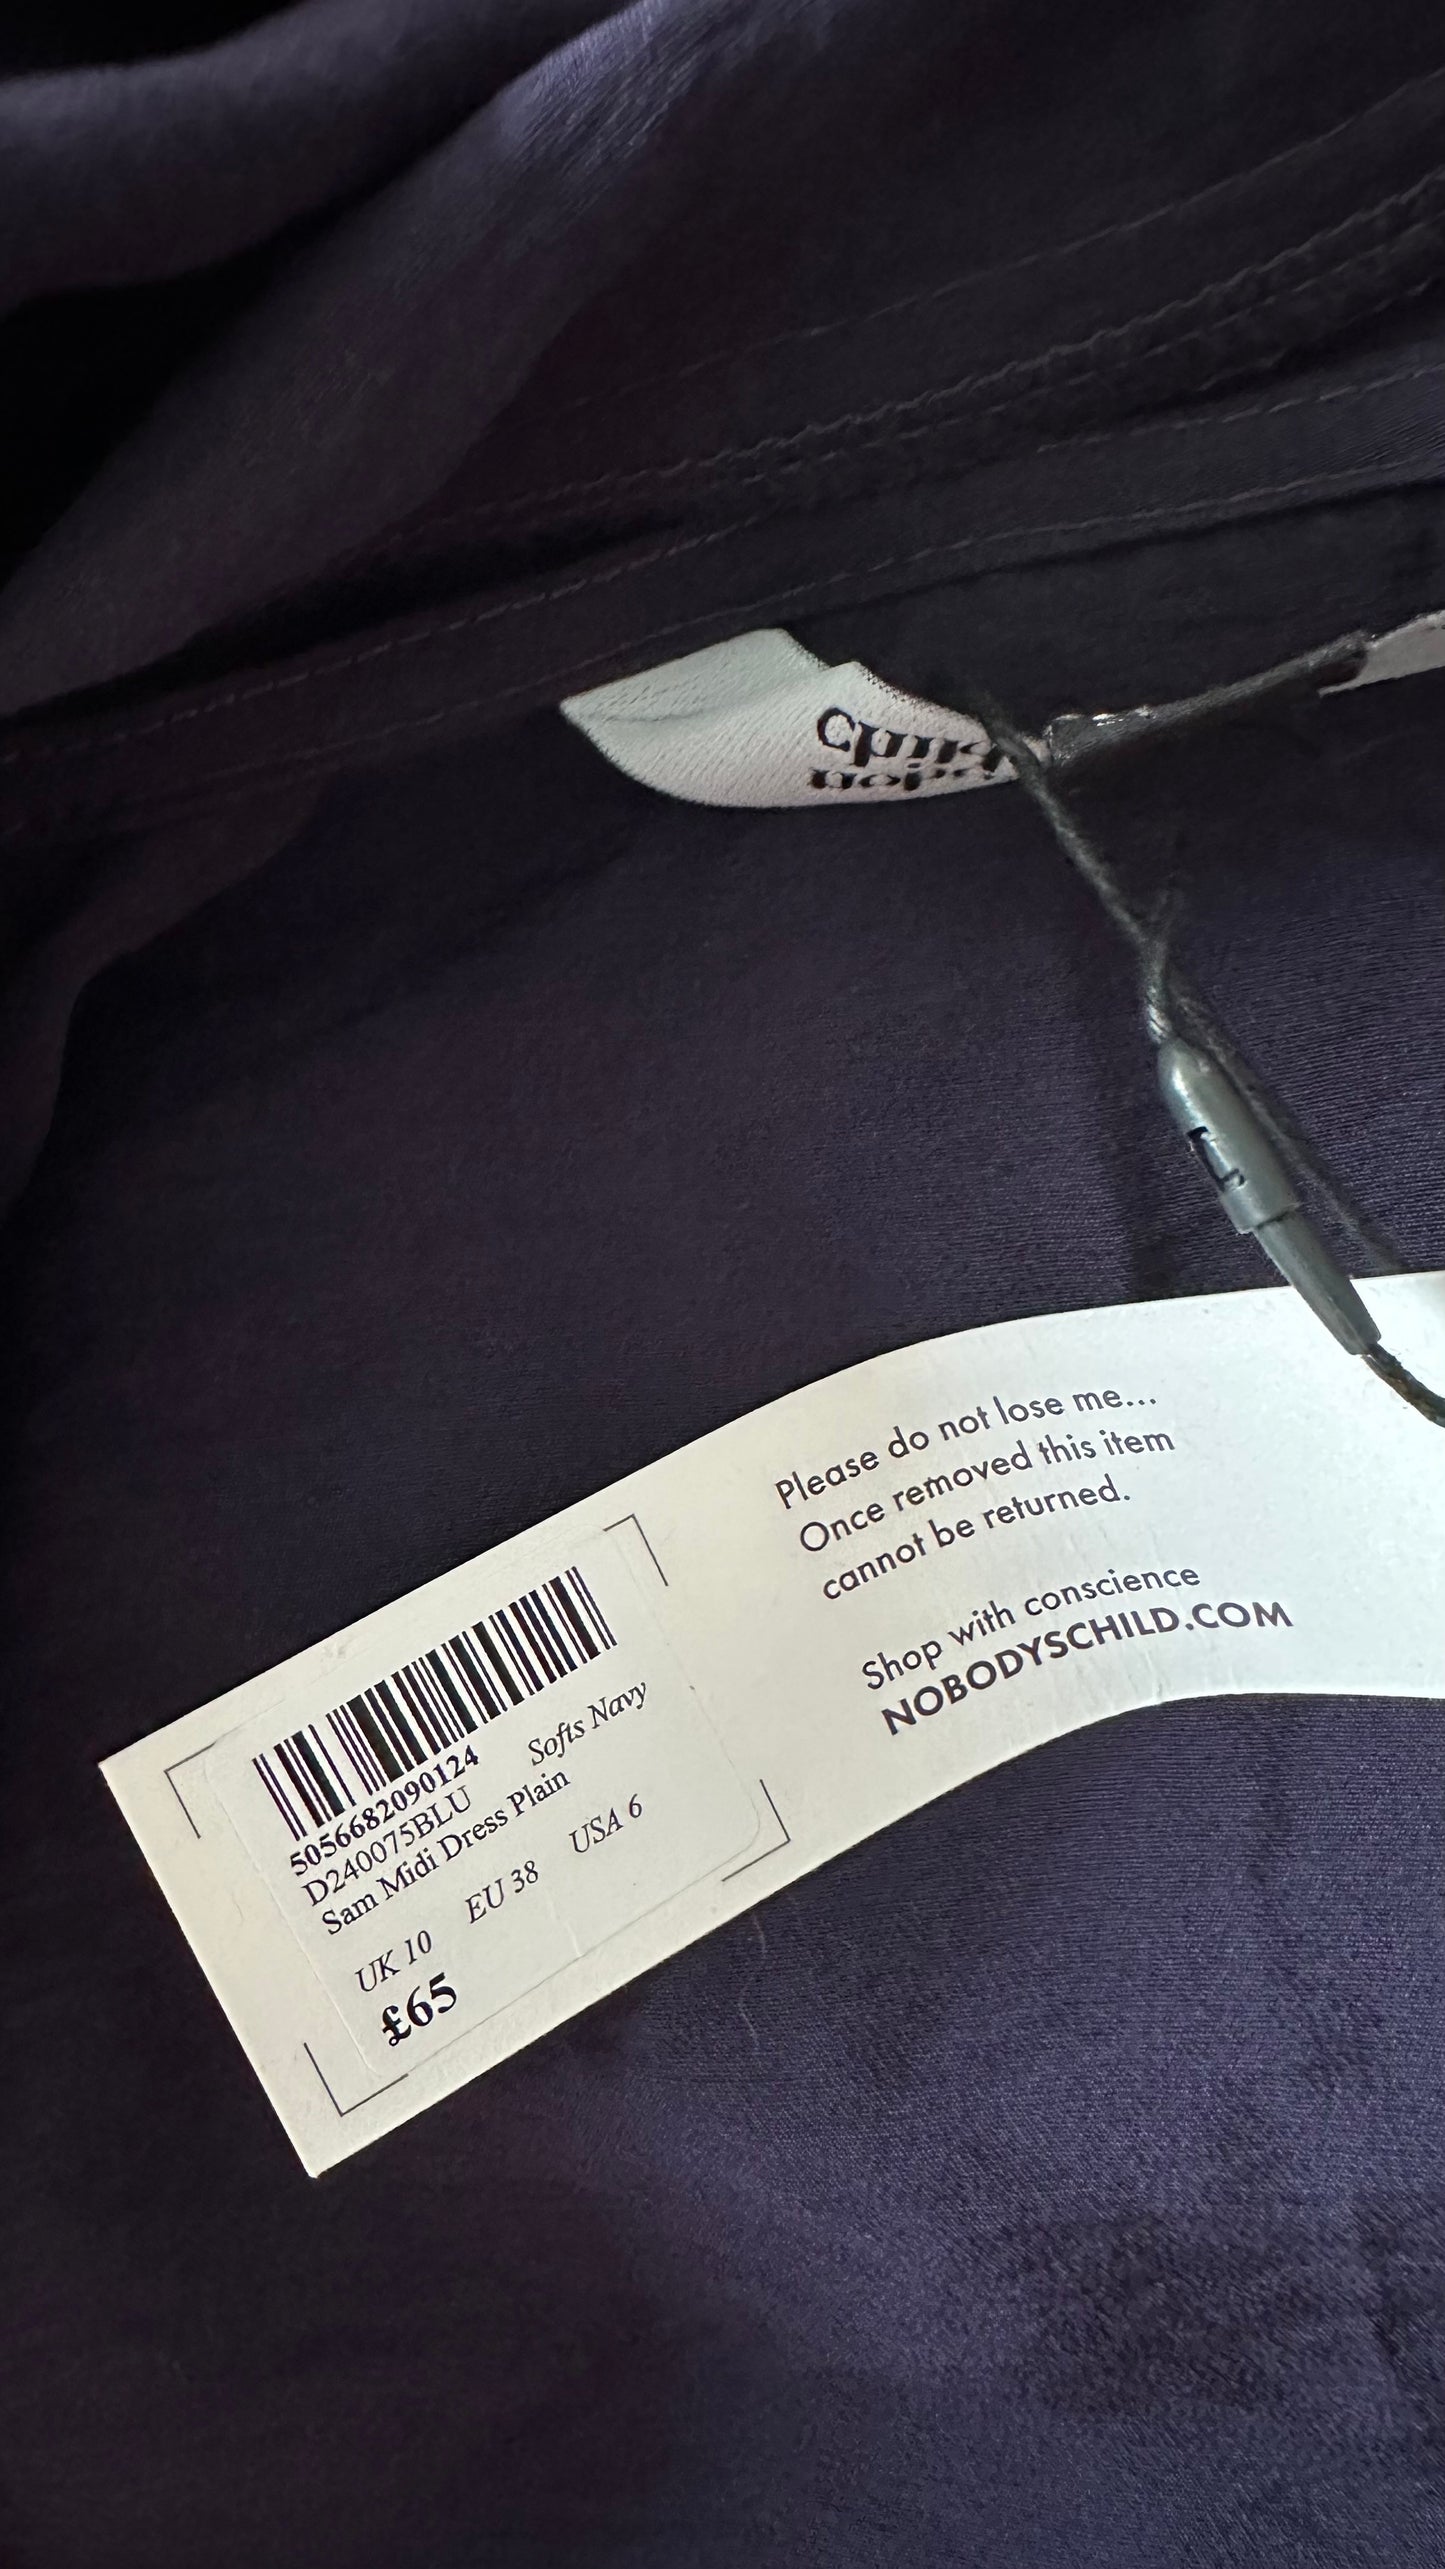 Child
Please do not lose me...
Once removed this item
cannot be returned.
Shop with conscience
NOBODYSCHILD.COM
5056682090124
D240075BLU Softs Navy
Sam Midi Dress Plain
UK 10 EU 38 USA 6
£65